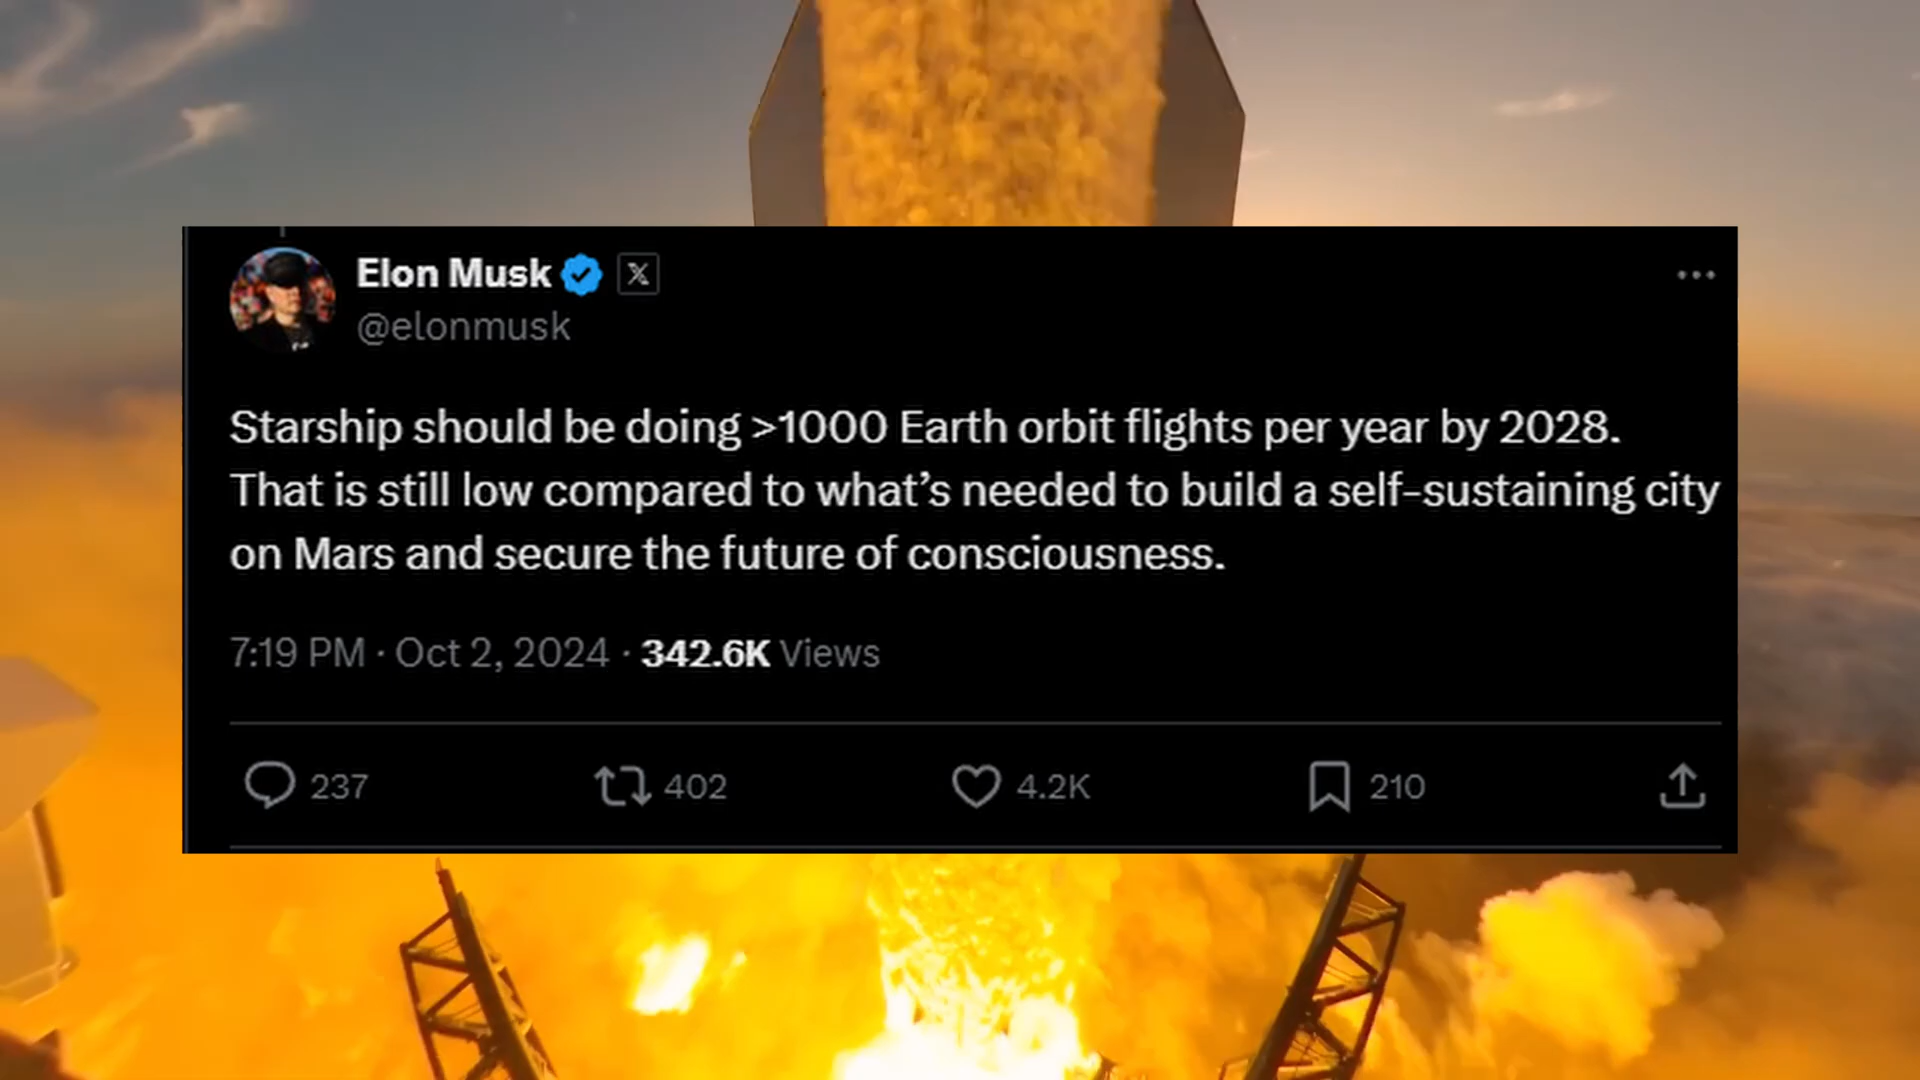 Elon Musk
@elonmusk
Starship should be doing >1000 Earth orbit flights per year by 2028.
That is still low compared to what’s needed to build a self-sustaining city
on Mars and secure the future of consciousness.
7:19 PM · Oct 2, 2024 · 342.6K Views
237 402 4.2K 210